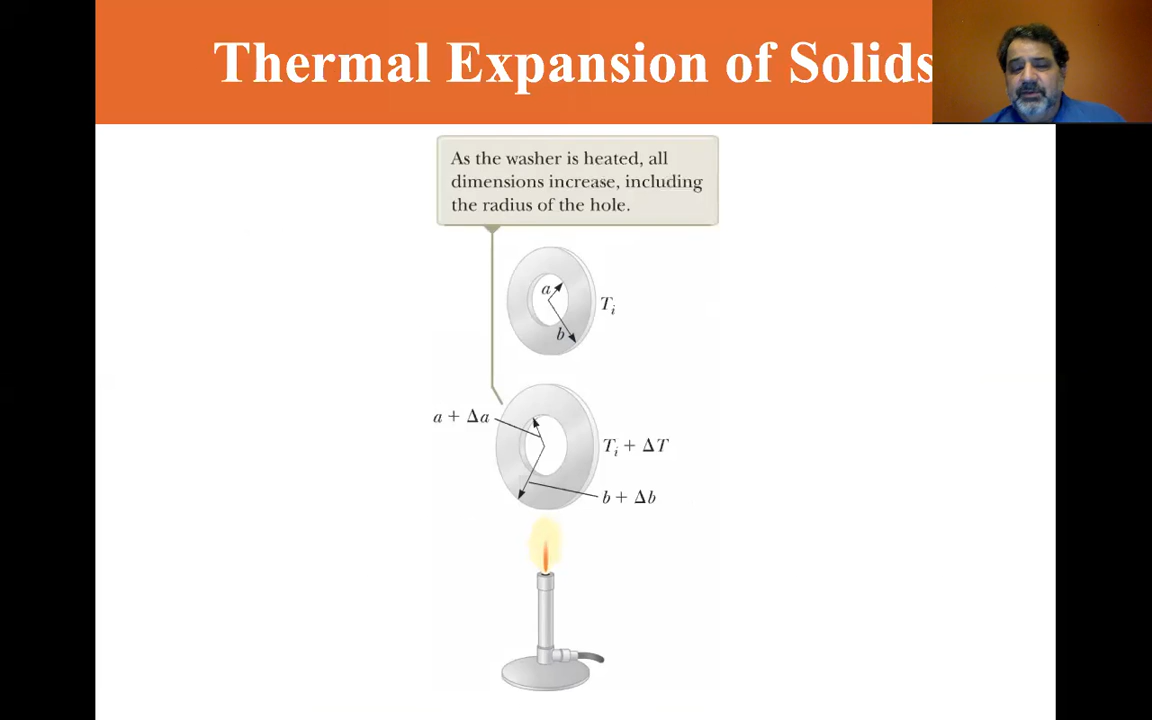 Thermal Expansion of Solids
As the washer is heated, all
dimensions increase, including
the radius of the hole.
a
T_i
b
a + Δa
T_i + ΔT
b + Δb